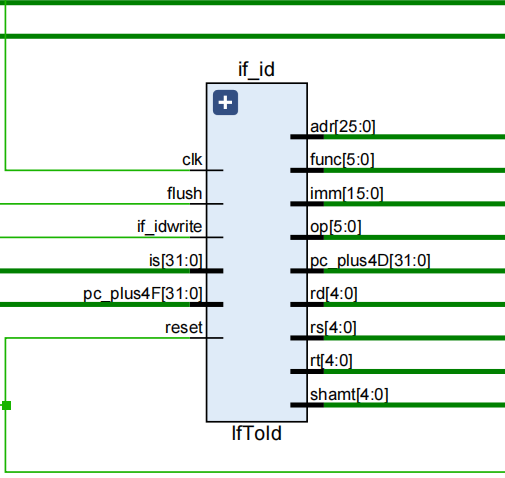 if_id
+
clk
flush
if_idwrite
is[31:0]
pc_plus4F[31:0]
reset
adr[25:0]
func[5:0]
imm[15:0]
op[5:0]
pc_plus4D[31:0]
rd[4:0]
rs[4:0]
rt[4:0]
shamt[4:0]
IfToId